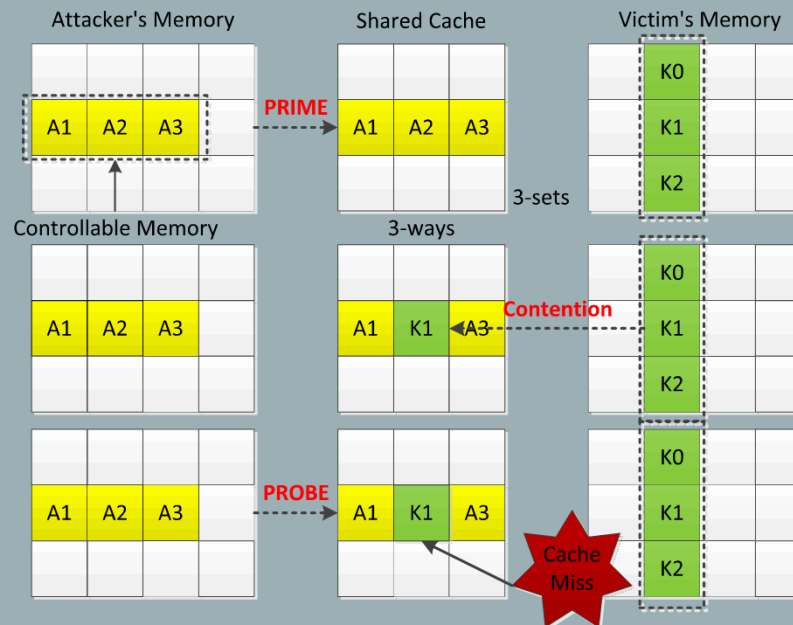 Attacker's Memory
Shared Cache
Victim's Memory
A1 A2 A3
PRIME
A1 A2 A3
K0
K1
K2
3-sets
Controllable Memory
3-ways
A1 A2 A3
A1 K1 A3
Contention
K0
K1
K2
A1 A2 A3
PROBE
A1 K1 A3
K0
K1
K2
Cache
Miss